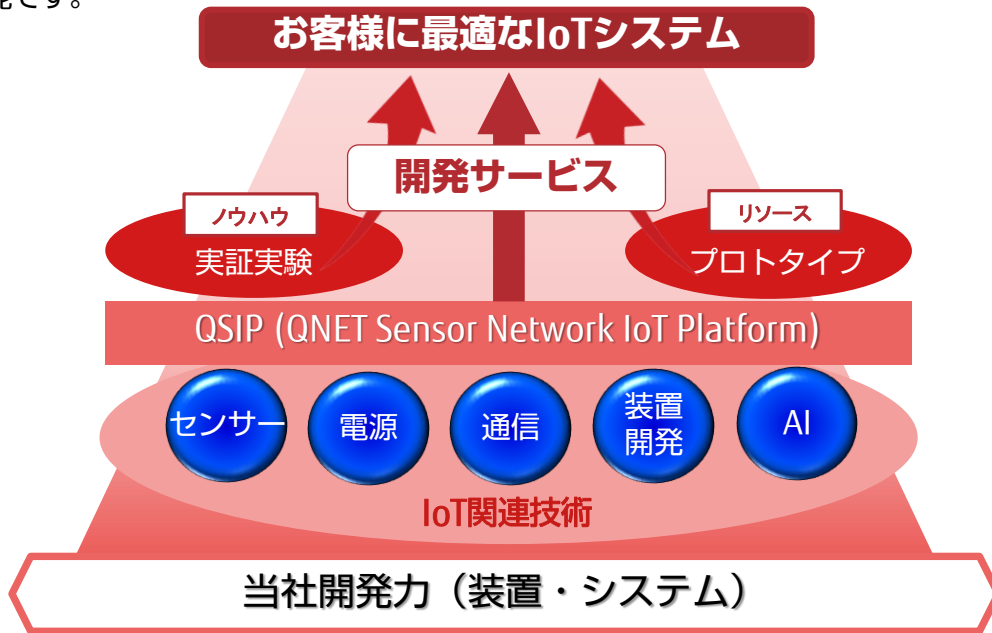 です。
お客様に最適なIoTシステム
開発サービス
ノウハウ
実証実験
リソース
プロトタイプ
QSIP (QNET Sensor Network IoT Platform)
センサー
電源
通信
装置
開発
AI
IoT関連技術
当社開発力（装置・システム）